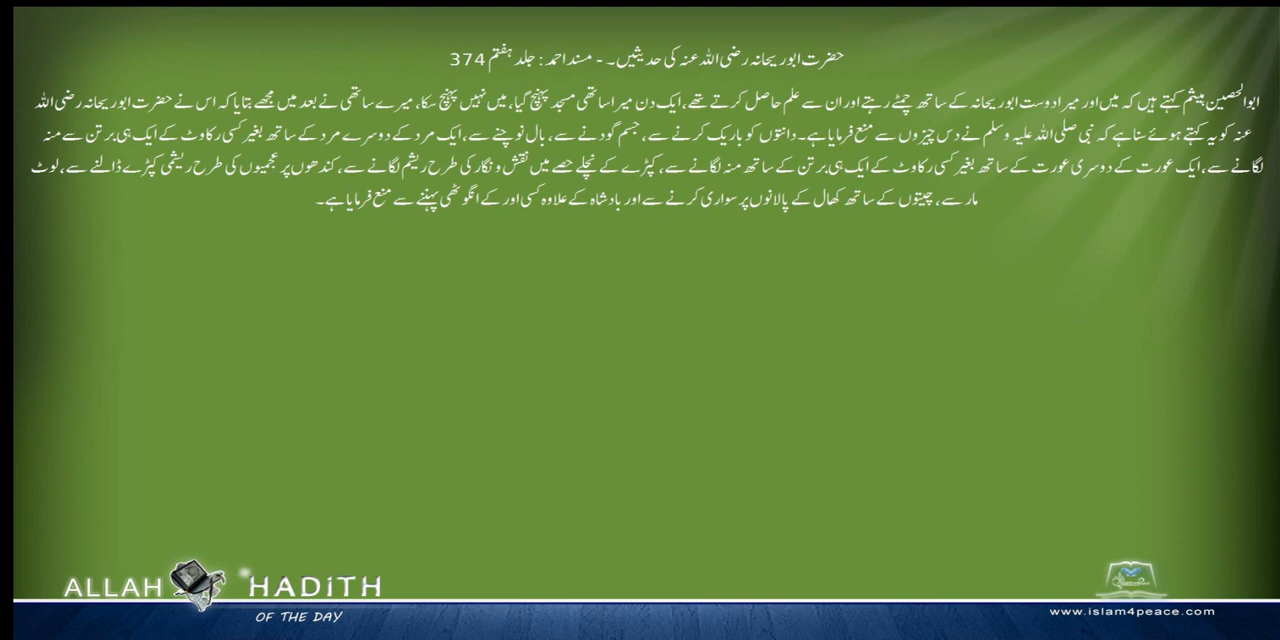 حضرت ابوریحانہ رضی اللہ عنہ کی حدیثیں۔ - مسند احمد : جلد ہفتم 374
ابوالحصین ہیثم کہتے ہیں کہ میں اور میرا دوست ابوریحانہ کے ساتھ چمٹے رہتے اور ان سے علم حاصل کرتے تھے، ایک دن میرا ساتھی مسجد پہنچ گیا، میں نہیں پہنچ سکا، میرے ساتھی نے بعد میں مجھے بتایا کہ اس نے حضرت ابوریحانہ رضی اللہ
عنہ کو یہ کہتے ہوئے سنا ہے کہ نبی صلی اللہ علیہ وسلم نے دس چیزوں سے منع فرمایا ہے۔ دانتوں کو باریک کرنے سے، جسم گودنے سے، بال نوچنے سے، ایک مرد کے دوسرے مرد کے ساتھ بغیر کسی رکاوٹ کے ایک ہی برتن سے منہ
لگانے سے، ایک عورت کے دوسری عورت کے ساتھ بغیر کسی رکاوٹ کے ایک ہی برتن کے ساتھ منہ لگانے سے، کپڑے کے نچلے حصے میں نقش و نگار کی طرح ریشم لگانے سے، کندھوں پر عجمیوں کی طرح ریشمی کپڑے ڈالنے سے، لوٹ
مار سے، چیتوں کے ساتھ کھال کے پالانوں پر سواری کرنے سے اور بادشاہ کے علاوہ کسی اور کے انگوٹھی پہننے سے منع فرمایا ہے۔
ALLAH HADITH
OF THE DAY
www.islam4peace.com